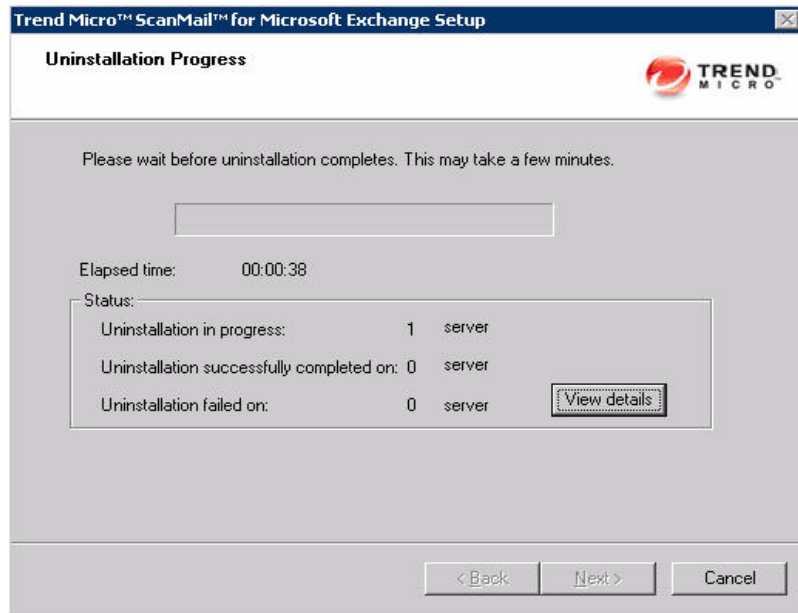 Trend Micro™ ScanMail™ for Microsoft Exchange Setup
Uninstallation Progress
TREND
MICRO™
Please wait before uninstallation completes. This may take a few minutes.
Elapsed time: 00:00:38
Status:
Uninstallation in progress: 1 server
Uninstallation successfully completed on: 0 server
Uninstallation failed on: 0 server
View details
< Back
Next >
Cancel